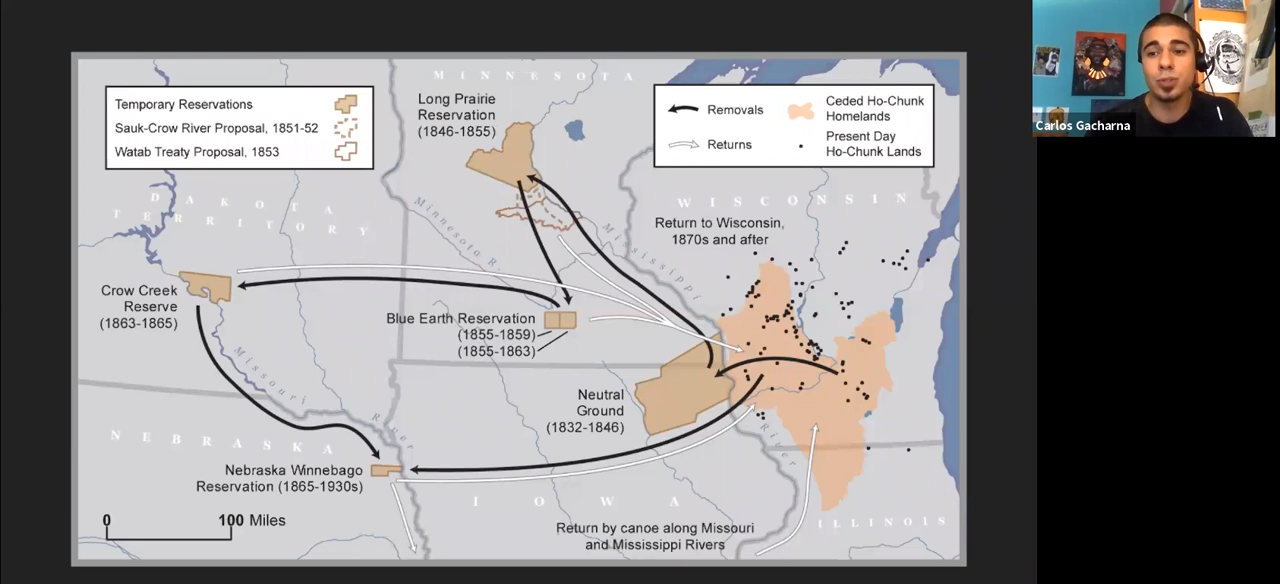 Carlos Gacharna
MINNESOTA
Temporary Reservations
Sauk-Crow River Proposal, 1851-52
Watab Treaty Proposal, 1853
Long Prairie
Reservation
(1846-1855)
Removals
Returns
Ceded Ho-Chunk
Homelands
Present Day
Ho-Chunk Lands
DAKOTA
TERRITORY
Minnesota R.
Mississippi
River
WISCONSIN
Return to Wisconsin,
1870s and after
Crow Creek
Reserve
(1863-1865)
Blue Earth Reservation
(1855-1859)
(1855-1863)
Missouri
River
Neutral
Ground
(1832-1846)
NEBRASKA
Nebraska Winnebago
Reservation (1865-1930s)
IOWA
ILLINOIS
Return by canoe along Missouri
and Mississippi Rivers
0 100 Miles